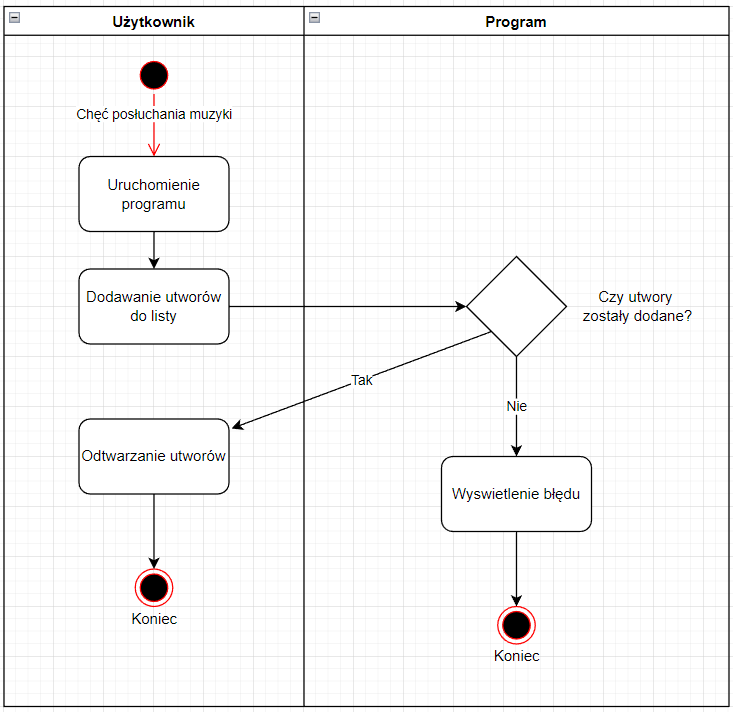 Użytkownik
Program
Chęć posłuchania muzyki
Uruchomienie
programu
Dodawanie utworów
do listy
Czy utwory
zostały dodane?
Tak
Nie
Odtwarzanie utworów
Wyswietlenie błędu
Koniec
Koniec